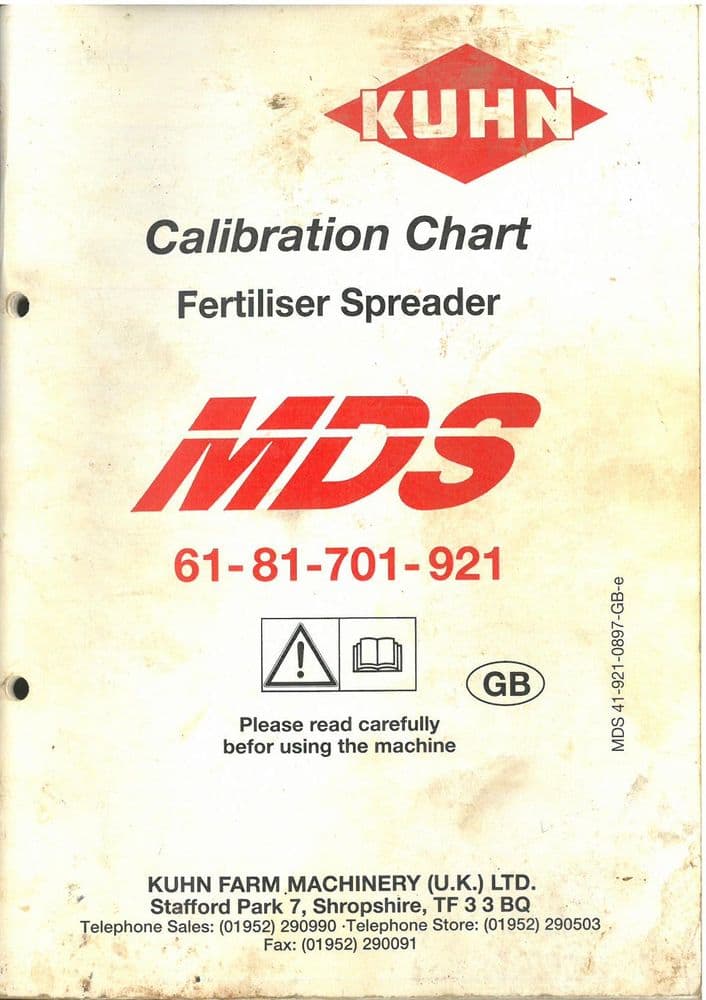 KUHN
Calibration Chart
Fertiliser Spreader
MDS
61-81-701-921
GB
MDS 41-921-0897-GB-e
Please read carefully
befor using the machine
KUHN FARM MACHINERY (U.K.) LTD.
Stafford Park 7, Shropshire, TF 3 3 BQ
Telephone Sales: (01952) 290990 ·Telephone Store: (01952) 290503
Fax: (01952) 290091